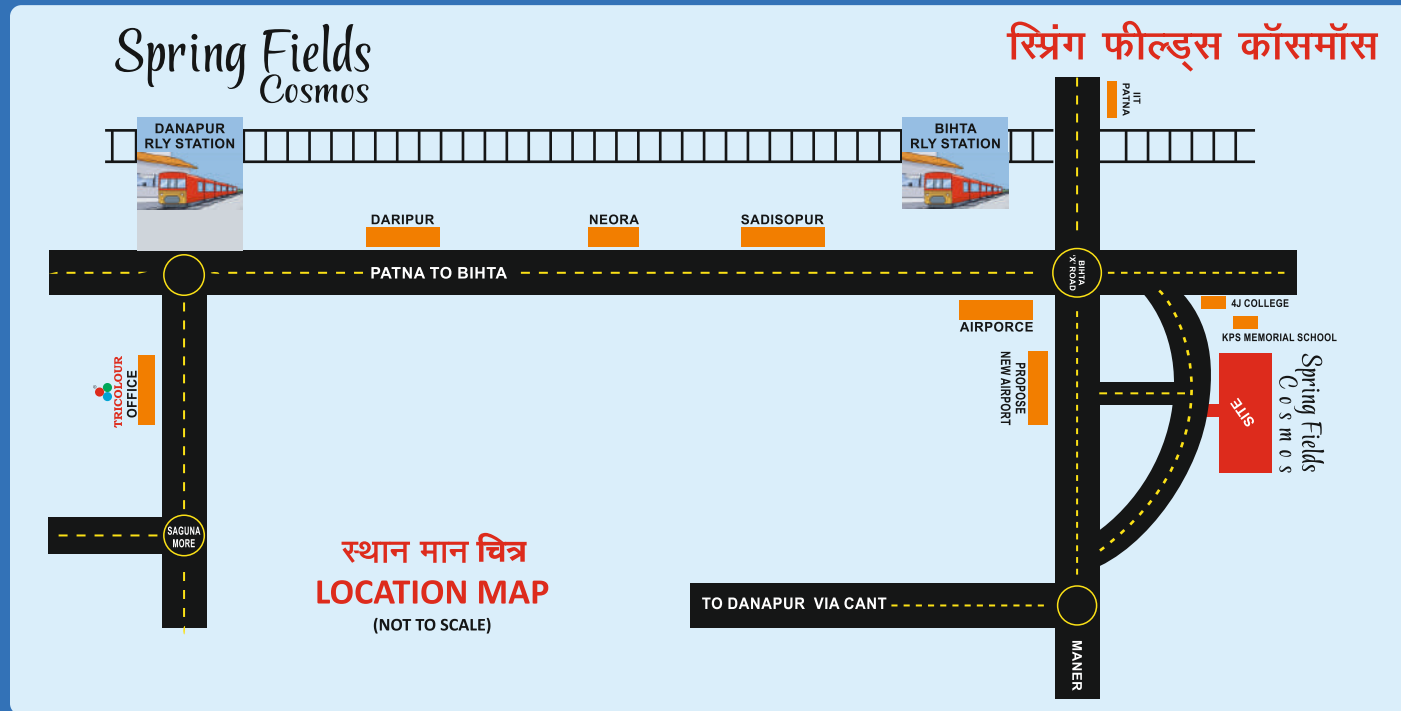 Spring Fields
Cosmos
स्प्रिंग फील्ड्स कॉसमॉस
IIT
PATNA
DANAPUR
RLY STATION
BIHTA
RLY STATION
DARIPUR
NEORA
SADISOPUR
PATNA TO BIHTA
BIHTA
'X' ROAD
4J COLLEGE
AIRPORCE
KPS MEMORIAL SCHOOL
TRICOLOUR
OFFICE
PROPOSE
NEW AIRPORT
SITE
Spring Fields
Cosmos
SAGUNA
MORE
स्थान मान चित्र
LOCATION MAP
(NOT TO SCALE)
TO DANAPUR VIA CANT
MANER